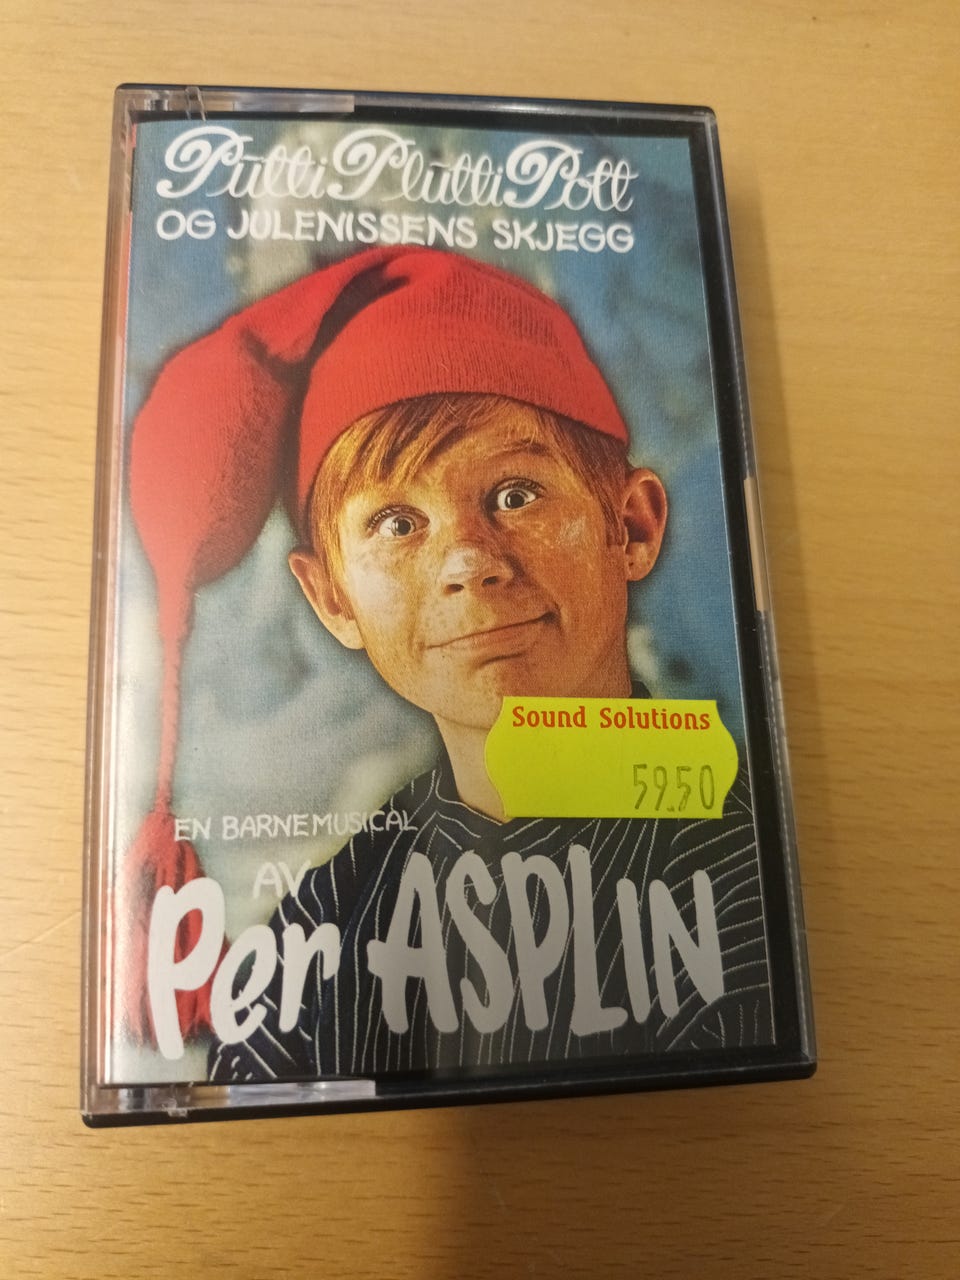 Putti Plutti Pott
OG JULENISSENS SKJEGG
Sound Solutions
59.50
EN BARNEMUSICAL
AV
Per ASPLIN